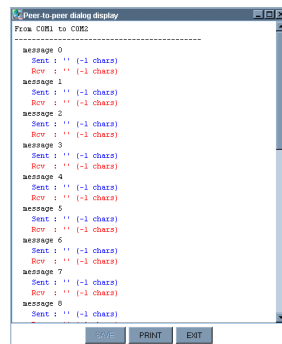 Peer-to-peer dialog display
From COM1 to COM2
--------------------------------------------
message 0
Sent : '' (-1 chars)
Rcv : '' (-1 chars)
message 1
Sent : '' (-1 chars)
Rcv : '' (-1 chars)
message 2
Sent : '' (-1 chars)
Rcv : '' (-1 chars)
message 3
Sent : '' (-1 chars)
Rcv : '' (-1 chars)
message 4
Sent : '' (-1 chars)
Rcv : '' (-1 chars)
message 5
Sent : '' (-1 chars)
Rcv : '' (-1 chars)
message 6
Sent : '' (-1 chars)
Rcv : '' (-1 chars)
message 7
Sent : '' (-1 chars)
Rcv : '' (-1 chars)
message 8
Sent : '' (-1 chars)
SAVE PRINT EXIT